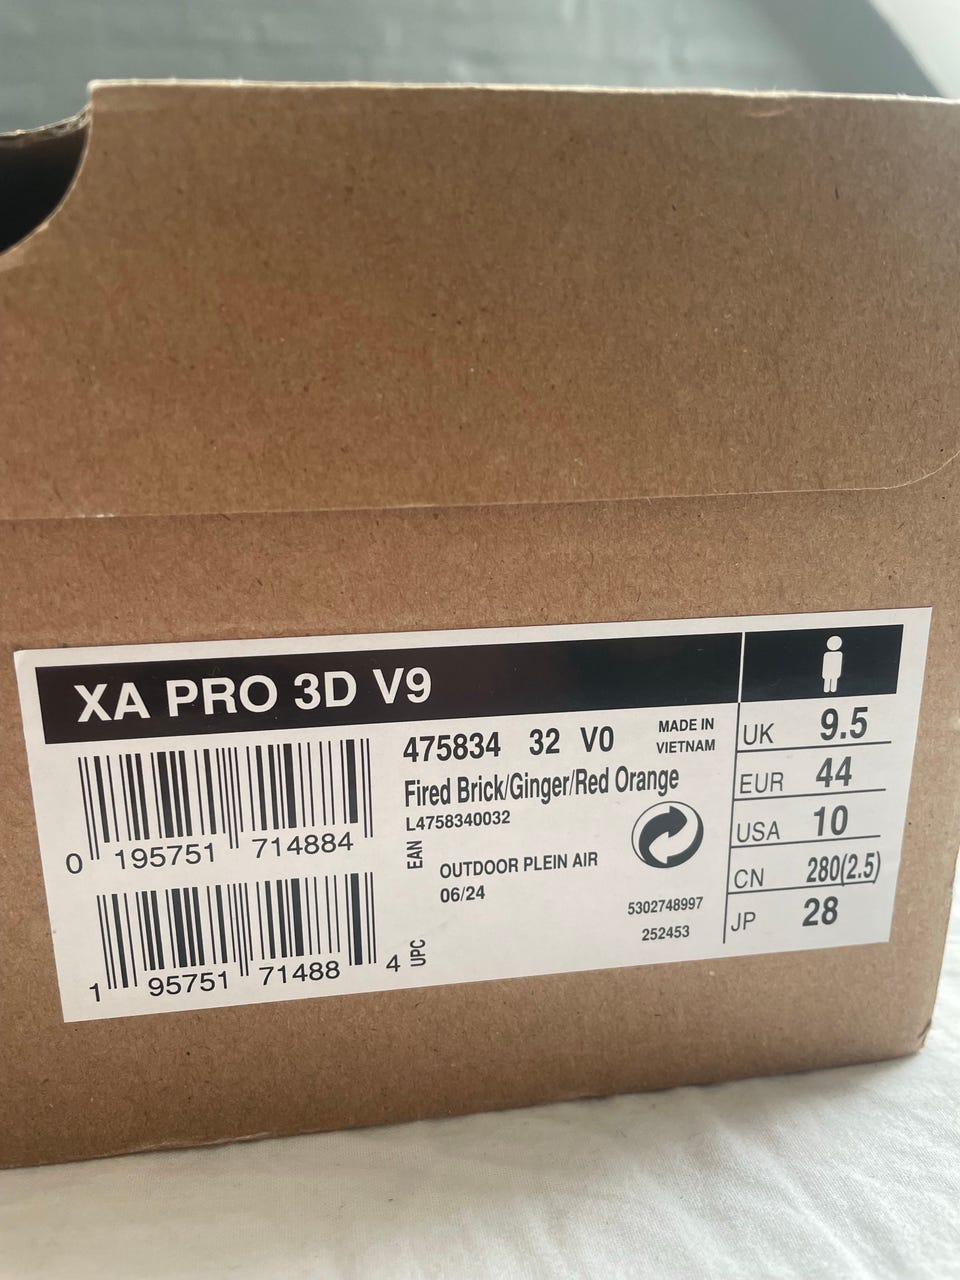 XA PRO 3D V9
475834 32 V0
MADE IN
VIETNAM
Fired Brick/Ginger/Red Orange
L4758340032
0 195751 714884
EAN
OUTDOOR PLEIN AIR
06/24
5302748997
252453
1 95751 71488 4
UPC
UK 9.5
EUR 44
USA 10
CN 280(2.5)
JP 28